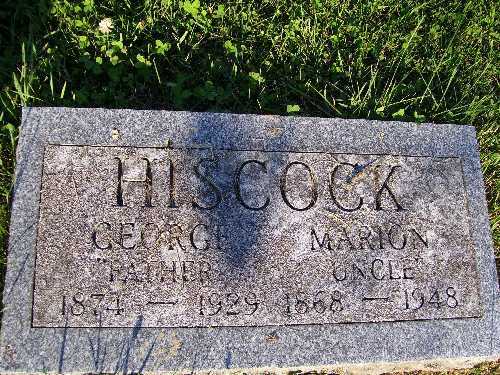 HISCOCK
GEORGE MARION
"FATHER" "UNCLE"
1874 — 1929 1868 — 1948